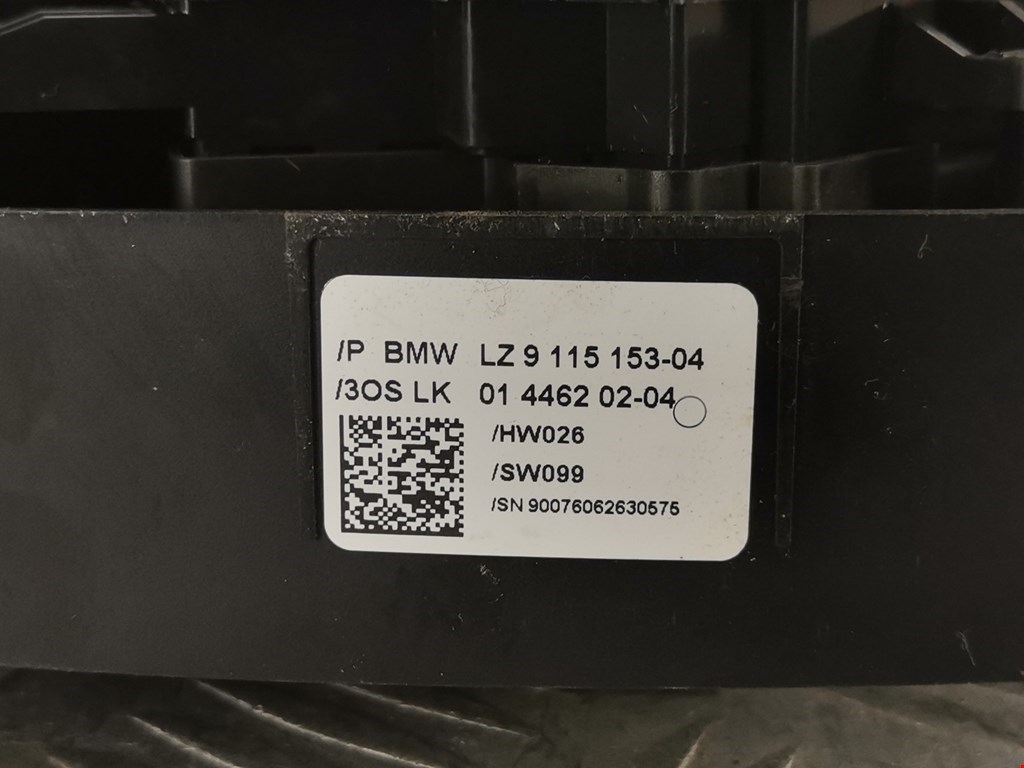 /P BMW LZ 9 115 153-04
/3OS LK 01 4462 02-04
/HW026
/SW099
/SN 90076062630575